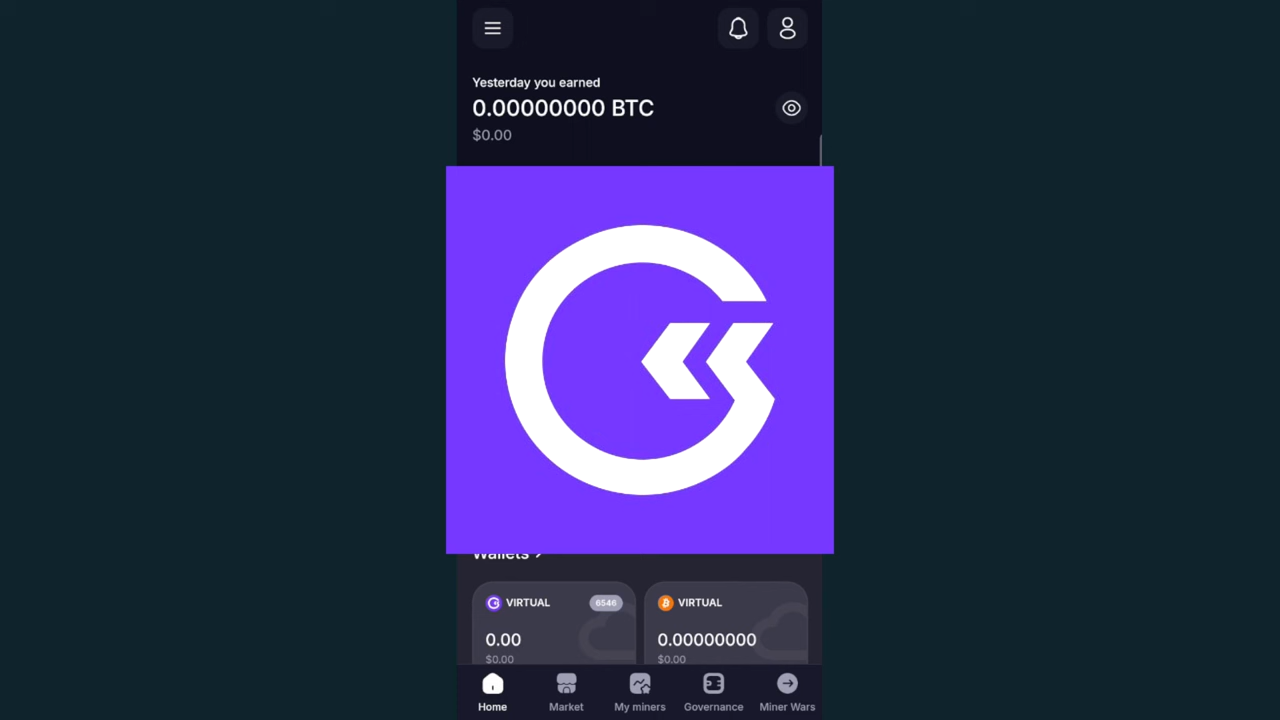 Yesterday you earned
0.00000000 BTC
$0.00
Wallets
VIRTUAL 6546
0.00
$0.00
VIRTUAL
0.00000000
$0.00
Home Market My miners Governance Miner Wars